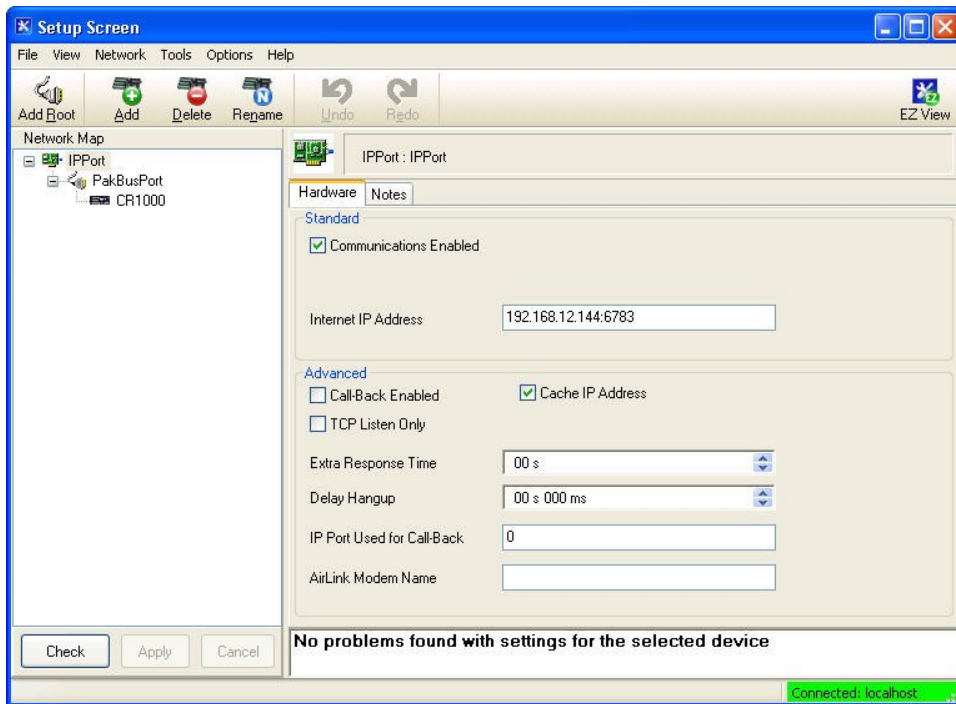 Setup Screen
File View Network Tools Options Help
Add Root Add Delete Rename Undo Redo EZ View
Network Map
IPPort
PakBusPort
CR1000
IPPort : IPPort
Hardware Notes
Standard
Communications Enabled
Internet IP Address 192.168.12.144:6783
Advanced
Call-Back Enabled Cache IP Address
TCP Listen Only
Extra Response Time 00 s
Delay Hangup 00 s 000 ms
IP Port Used for Call-Back 0
AirLink Modem Name
Check Apply Cancel
No problems found with settings for the selected device
Connected: localhost